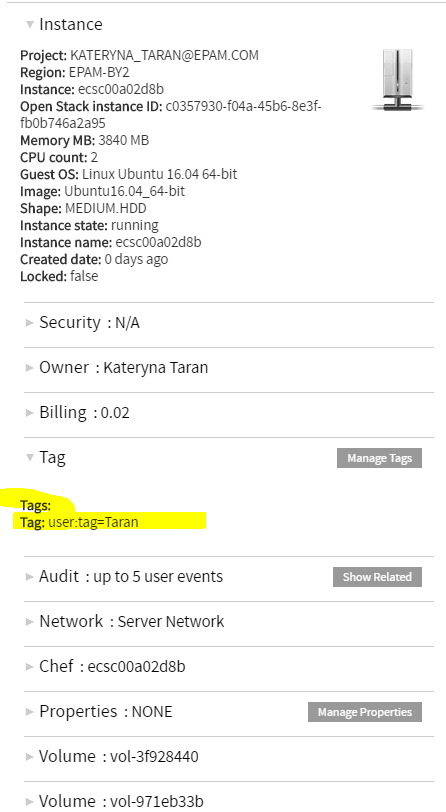 Instance
Project: KATERYNA_TARAN@EPAM.COM
Region: EPAM-BY2
Instance: ecsc00a02d8b
Open Stack instance ID: c0357930-f04a-45b6-8e3f-
fb0b746a2a95
Memory MB: 3840 MB
CPU count: 2
Guest OS: Linux Ubuntu 16.04 64-bit
Image: Ubuntu16.04_64-bit
Shape: MEDIUM.HDD
Instance state: running
Instance name: ecsc00a02d8b
Created date: 0 days ago
Locked: false
Security : N/A
Owner : Kateryna Taran
Billing : 0.02
Tag Manage Tags
Tags:
Tag: user:tag=Taran
Audit : up to 5 user events Show Related
Network : Server Network
Chef : ecsc00a02d8b
Properties : NONE Manage Properties
Volume : vol-3f928440
Volume : vol-971eb33b